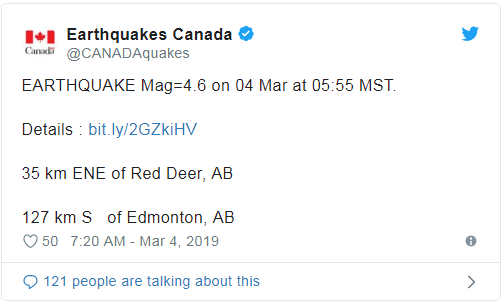 Earthquakes Canada
Canada
@CANADAquakes
EARTHQUAKE Mag=4.6 on 04 Mar at 05:55 MST.
Details : bit.ly/2GZkiHV
35 km ENE of Red Deer, AB
127 km S of Edmonton, AB
50 7:20 AM - Mar 4, 2019
121 people are talking about this